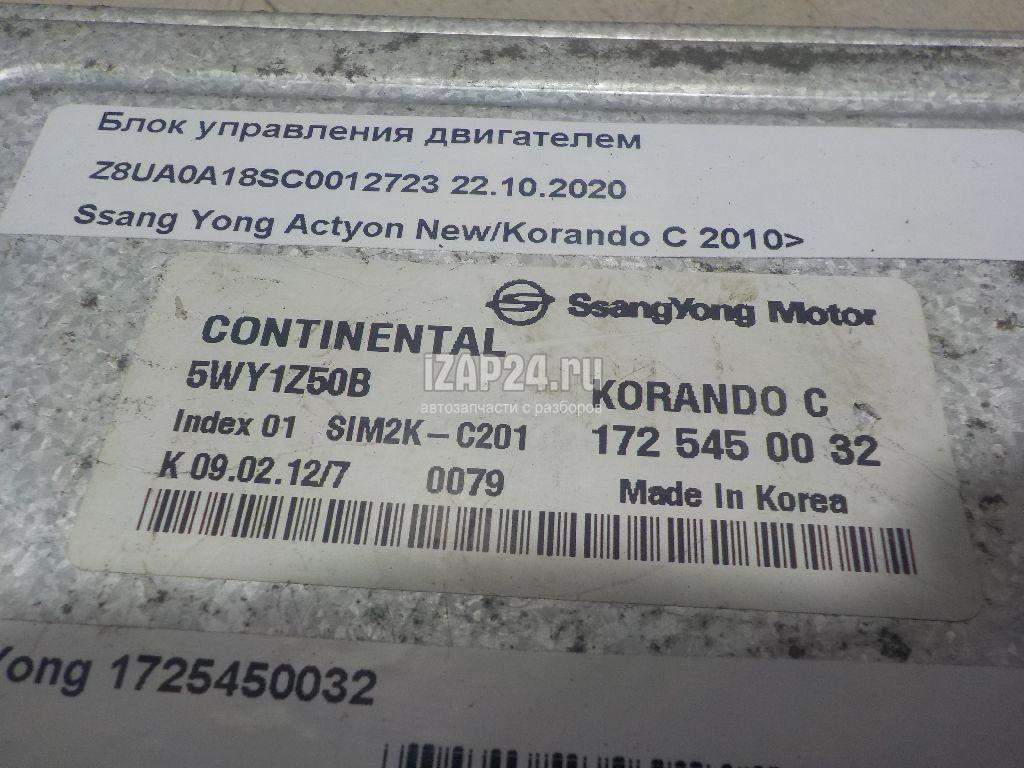 Блок управления двигателем
Z8UA0A18SC0012723 22.10.2020
Ssang Yong Actyon New/Korando C 2010>
SsangYong Motor
CONTINENTAL
iZAP24.ru
5WY1Z50B
KORANDO C
автозапчасти с разборов
Index 01 SIM2K-C201
172 545 00 32
K 09.02.12/7 0079
Made In Korea
Yong 1725450032